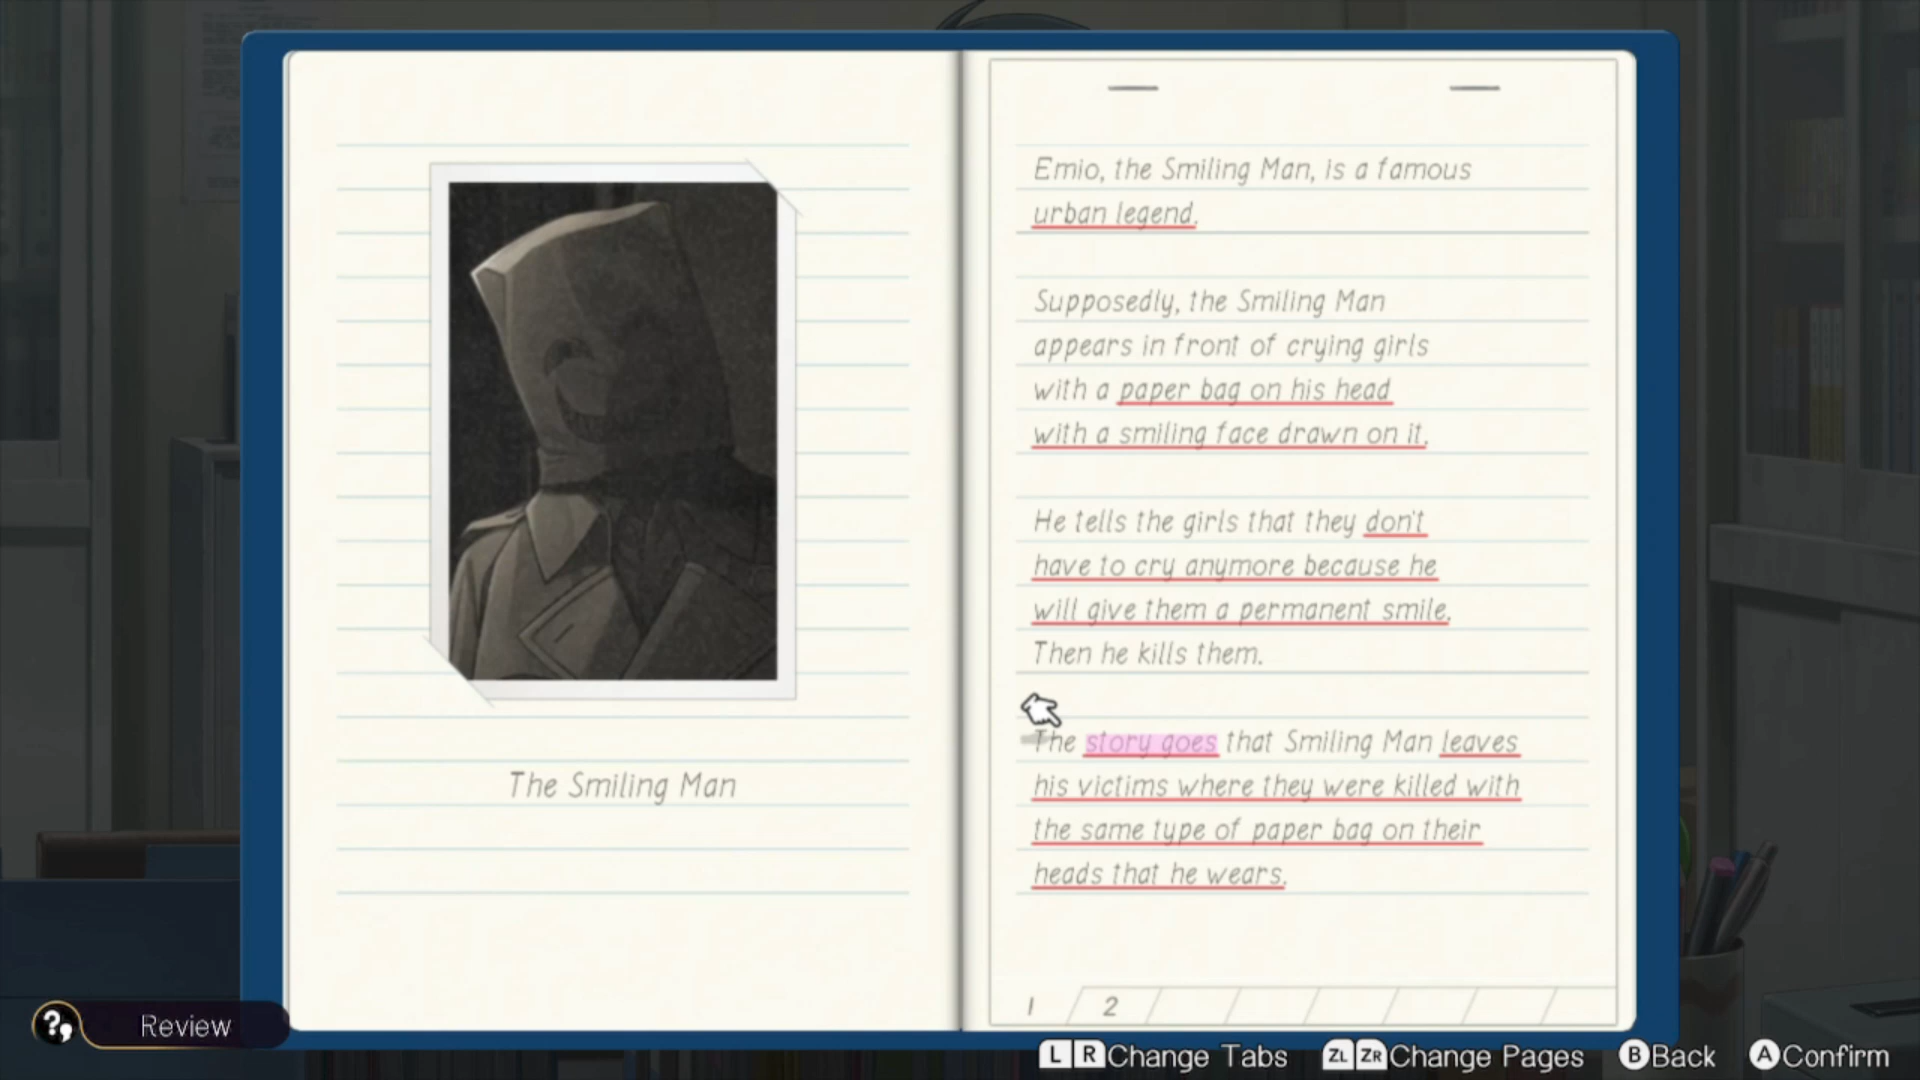 The Smiling Man
Emio, the Smiling Man, is a famous
urban legend.
Supposedly, the Smiling Man
appears in front of crying girls
with a paper bag on his head
with a smiling face drawn on it.
He tells the girls that they don't
have to cry anymore because he
will give them a permanent smile.
Then he kills them.
The story goes that Smiling Man leaves
his victims where they were killed with
the same type of paper bag on their
heads that he wears.
1 2
?, Review
L R Change Tabs ZL ZR Change Pages B Back A Confirm